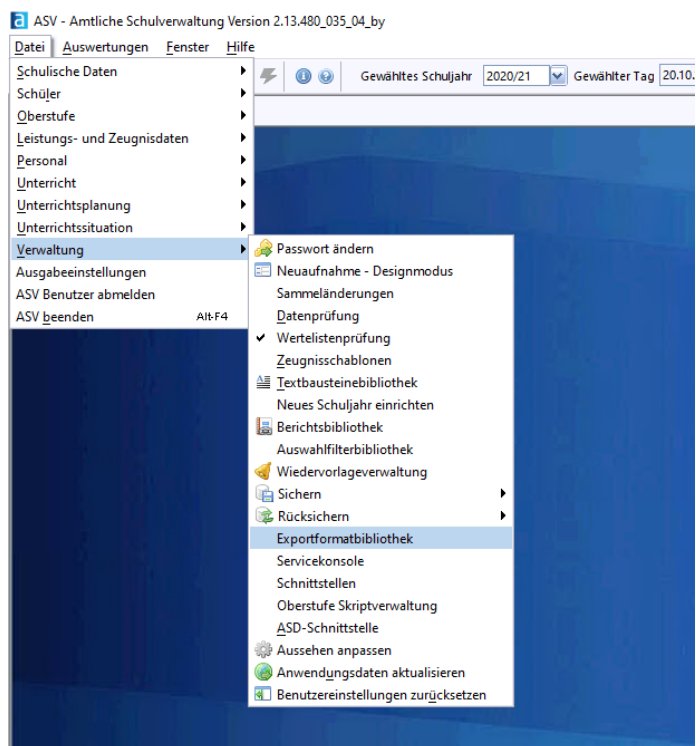 a ASV - Amtliche Schulverwaltung Version 2.13.480_035_04_by
Datei Auswertungen Fenster Hilfe
Gewähltes Schuljahr 2020/21 Gewählter Tag 20.10.
Schulische Daten
Schüler
Oberstufe
Leistungs- und Zeugnisdaten
Personal
Unterricht
Unterrichtsplanung
Unterrichtssituation
Verwaltung
Ausgabeeinstellungen
ASV Benutzer abmelden
ASV beenden Alt-F4
Passwort ändern
Neuaufnahme - Designmodus
Sammeländerungen
Datenprüfung
Wertelistenprüfung
Zeugnisschablonen
Textbausteinebibliothek
Neues Schuljahr einrichten
Berichtsbibliothek
Auswahlfilterbibliothek
Wiedervorlageverwaltung
Sichern
Rücksichern
Exportformatbibliothek
Servicekonsole
Schnittstellen
Oberstufe Skriptverwaltung
ASD-Schnittstelle
Aussehen anpassen
Anwendungsdaten aktualisieren
Benutzereinstellungen zurücksetzen